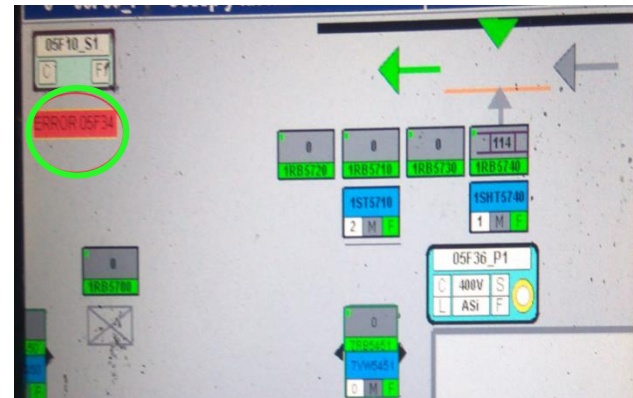 05F10_S1
C F
ERROR 05F34
0 0 0 114
1RB5720 1RB5710 1RB5730 1RB5740
1ST5710 1SHT5740
2 M F 1 M F
05F36_P1
C 400V S
L ASi F
0
1RB5700
0
7RB5451
7VW5451
0 M F